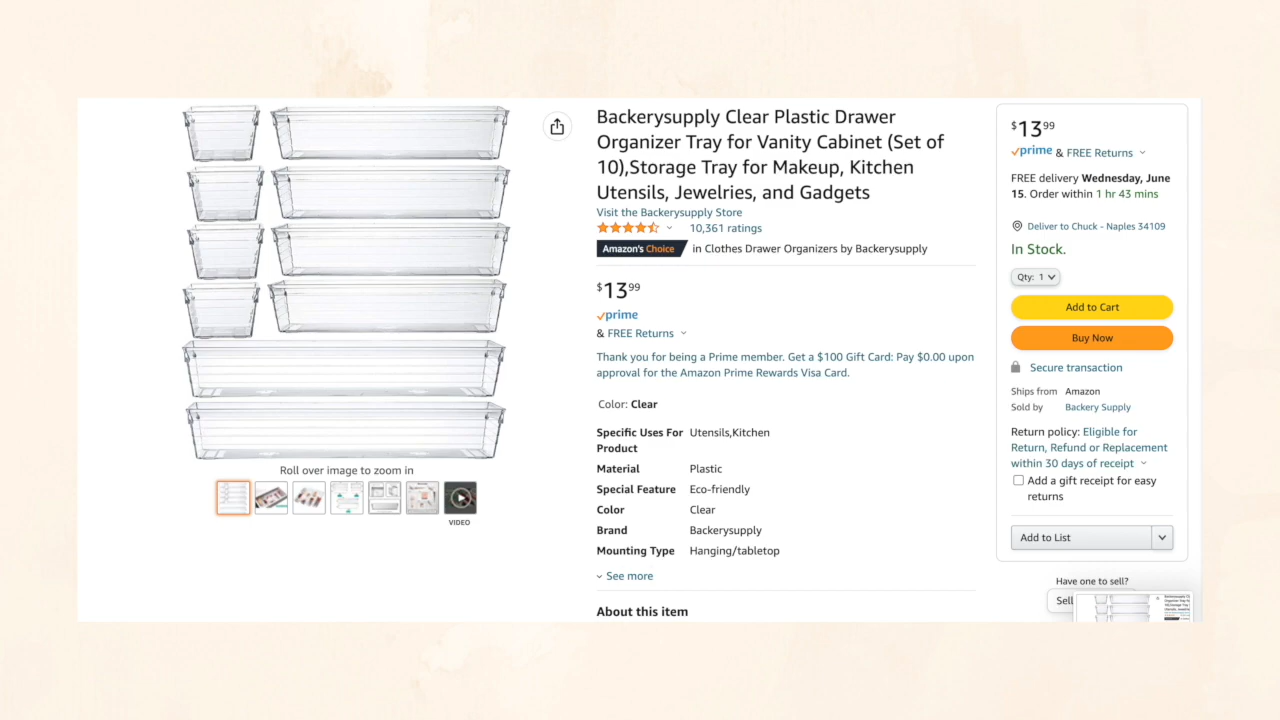 Backerysupply Clear Plastic Drawer
Organizer Tray for Vanity Cabinet (Set of
10),Storage Tray for Makeup, Kitchen
Utensils, Jewelries, and Gadgets
Visit the Backerysupply Store
10,361 ratings
Amazon's Choice in Clothes Drawer Organizers by Backerysupply
$13 99
prime
& FREE Returns
Thank you for being a Prime member. Get a $100 Gift Card: Pay $0.00 upon
approval for the Amazon Prime Rewards Visa Card.
Color: Clear
Specific Uses For Utensils,Kitchen
Product
Material Plastic
Special Feature Eco-friendly
Color Clear
Brand Backerysupply
Mounting Type Hanging/tabletop
See more
About this item
Roll over image to zoom in
VIDEO
$13 99
prime & FREE Returns
FREE delivery Wednesday, June
15. Order within 1 hr 43 mins
Deliver to Chuck - Naples 34109
In Stock.
Qty: 1
Add to Cart
Buy Now
Secure transaction
Ships from Amazon
Sold by Backery Supply
Return policy: Eligible for
Return, Refund or Replacement
within 30 days of receipt
Add a gift receipt for easy
returns
Add to List
Have one to sell?
Sell